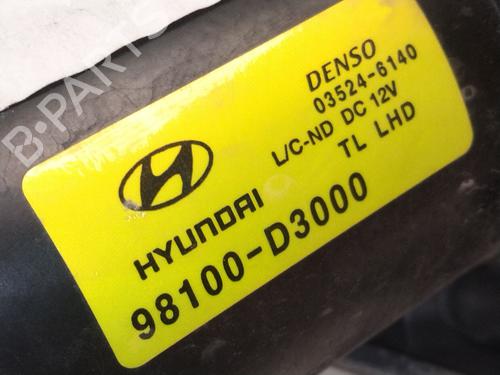 DENSO
03524-6140
L/C-ND DC 12V
TL LHD
HYUNDAI
98100-D3000
B-PARTS